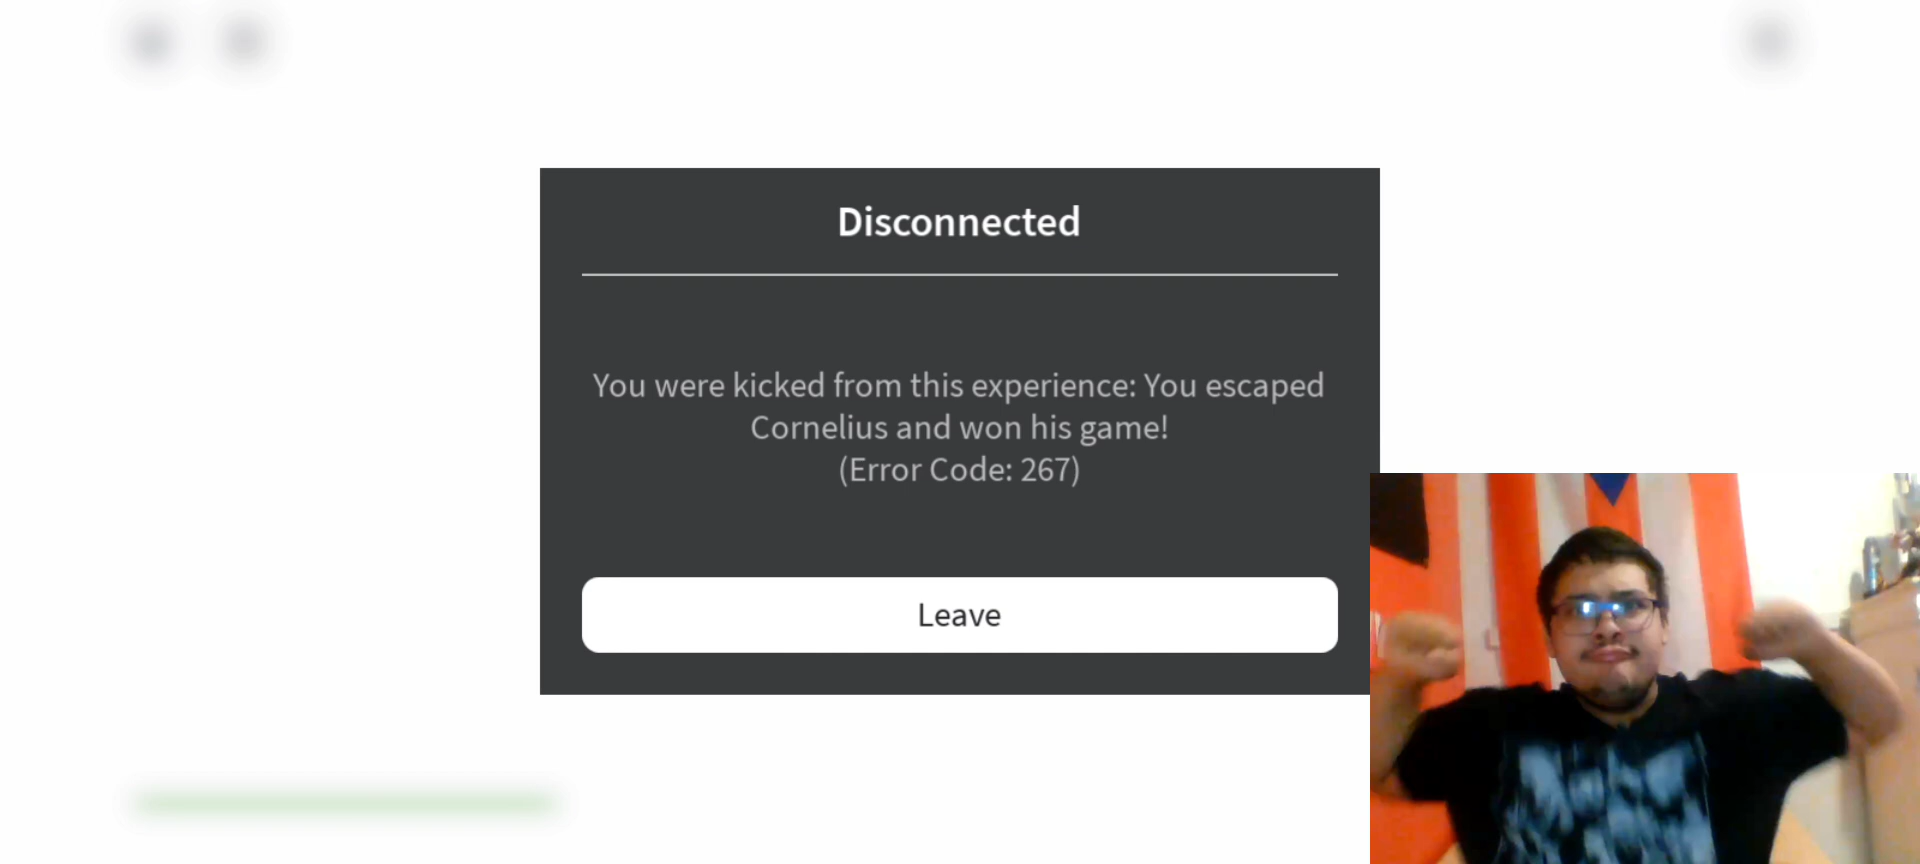 Disconnected
You were kicked from this experience: You escaped
Cornelius and won his game!
(Error Code: 267)
Leave